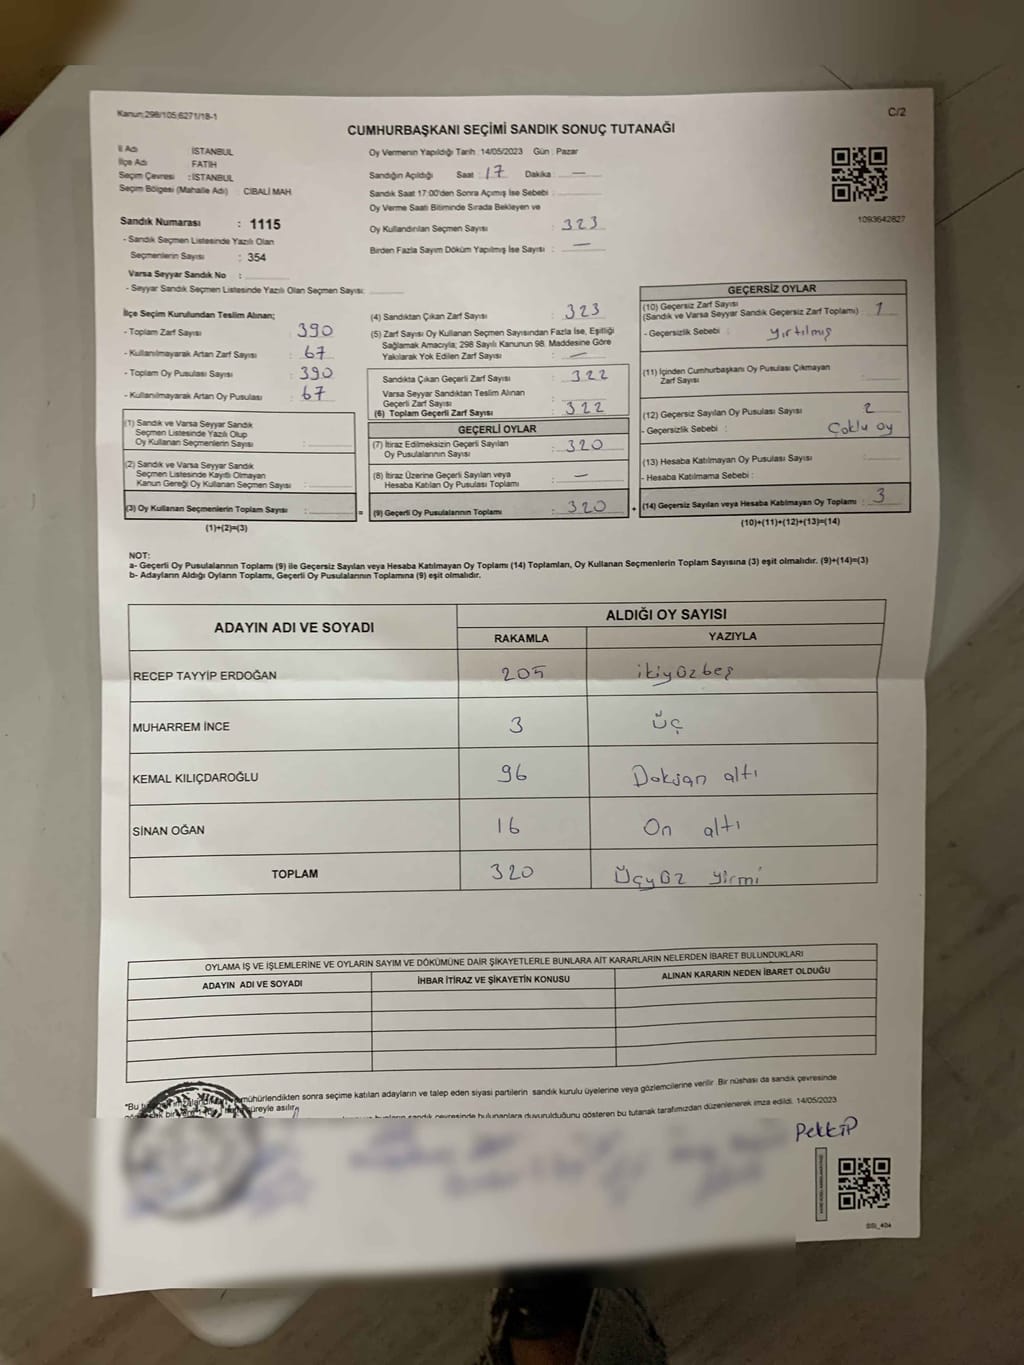 Kanun;298/105;6271/18-1
C/2
CUMHURBAŞKANI SEÇİMİ SANDIK SONUÇ TUTANAĞI
İl Adı : İSTANBUL
İlçe Adı : FATİH
Seçim Çevresi : İSTANBUL
Seçim Bölgesi (Mahalle Adı) : CİBALİ MAH.
Oy Vermenin Yapıldığı Tarih : 14/05/2023 Gün : Pazar
Sandığın Açıldığı Saat : 17 Dakika : —
Sandık Saat 17:00'den Sonra Açılmış İse Sebebi :
Oy Verme Saati Bitiminde Sırada Bekleyen ve
Oy Kullandırılan Seçmen Sayısı : 323
Birden Fazla Sayım Döküm Yapılmış İse Sayısı : —
1093642827
Sandık Numarası : 1115
- Sandık Seçmen Listesinde Yazılı Olan
Seçmenlerin Sayısı : 354
Varsa Seyyar Sandık No :
- Seyyar Sandık Seçmen Listesinde Yazılı Olan Seçmen Sayısı:
İlçe Seçim Kurulundan Teslim Alınan;
- Toplam Zarf Sayısı : 390
- Kullanılmayarak Artan Zarf Sayısı : 67
- Toplam Oy Pusulası Sayısı : 390
- Kullanılmayarak Artan Oy Pusulası : 67
(1) Sandık ve Varsa Seyyar Sandık
Seçmen Listesinde Yazılı Olup
Oy Kullanan Seçmenlerin Sayısı :
(2) Sandık ve Varsa Seyyar Sandık
Seçmen Listesinde Kayıtlı Olmayan
Kanun Gereği Oy Kullanan Seçmen Sayısı :
(3) Oy Kullanan Seçmenlerin Toplam Sayısı :
(1)+(2)=(3)
(4) Sandıktan Çıkan Zarf Sayısı : 323
(5) Zarf Sayısı Oy Kullanan Seçmen Sayısından Fazla İse, Eşitliği
Sağlamak Amacıyla; 298 Sayılı Kanunun 98. Maddesine Göre
Yakılarak Yok Edilen Zarf Sayısı : —
Sandıkta Çıkan Geçerli Zarf Sayısı : 322
Varsa Seyyar Sandıktan Teslim Alınan
Geçerli Zarf Sayısı :
(6) Toplam Geçerli Zarf Sayısı : 322
GEÇERLİ OYLAR
(7) İtiraz Edilmeksizin Geçerli Sayılan
Oy Pusulalarının Sayısı : 320
(8) İtiraz Üzerine Geçerli Sayılan veya
Hesaba Katılan Oy Pusulası Toplamı : —
= (9) Geçerli Oy Pusulalarının Toplamı : 320
GEÇERSİZ OYLAR
(10) Geçersiz Zarf Sayısı
(Sandık ve Varsa Seyyar Sandık Geçersiz Zarf Toplamı) : 1
- Geçersizlik Sebebi : yırtılmış
(11) İçinden Cumhurbaşkanı Oy Pusulası Çıkmayan
Zarf Sayısı :
(12) Geçersiz Sayılan Oy Pusulası Sayısı : 2
- Geçersizlik Sebebi : Çoklu oy
(13) Hesaba Katılmayan Oy Pusulası Sayısı :
- Hesaba Katılmama Sebebi :
+ (14) Geçersiz Sayılan veya Hesaba Katılmayan Oy Toplamı : 3
(10)+(11)+(12)+(13)=(14)
NOT:
a- Geçerli Oy Pusulalarının Toplamı (9) ile Geçersiz Sayılan veya Hesaba Katılmayan Oy Toplamı (14) Toplamları, Oy Kullanan Seçmenlerin Toplam Sayısına (3) eşit olmalıdır. (9)+(14)=(3)
b- Adayların Aldığı Oyların Toplamı, Geçerli Oy Pusulalarının Toplamına (9) eşit olmalıdır.
ADAYIN ADI VE SOYADI
ALDIĞI OY SAYISI
RAKAMLA YAZIYLA
RECEP TAYYİP ERDOĞAN 205 ikiyüzbeş
MUHARREM İNCE 3 Üç
KEMAL KILIÇDAROĞLU 96 Doksan altı
SİNAN OĞAN 16 On altı
TOPLAM 320 Üçyüz yirmi
OYLAMA İŞ VE İŞLEMLERİNE VE OYLARIN SAYIM VE DÖKÜMÜNE DAİR ŞİKAYETLERLE BUNLARA AİT KARARLARIN NELERDEN İBARET BULUNDUKLARI
ADAYIN ADI VE SOYADI İHBAR İTİRAZ VE ŞİKAYETİN KONUSU ALINAN KARARIN NEDEN İBARET OLDUĞU
*Bu mühürlendikten sonra seçime katılan adayların ve talep eden siyasi partilerin sandık kurulu üyelerine veya gözlemcilerine verilir. Bir nüshası da sandık çevresinde
süreyle asılır.
bulunanlara duyurulduğunu gösteren bu tutanak tarafımızdan düzenlenerek imza edildi. 14/05/2023
SSİ_404